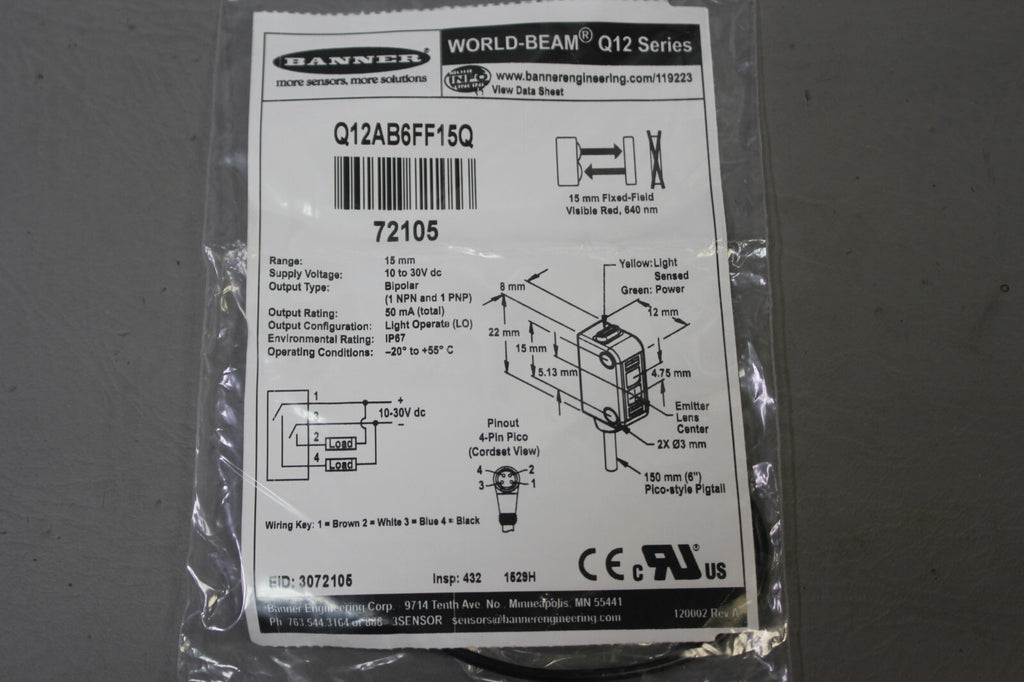 BANNER®
more sensors, more solutions
WORLD-BEAM® Q12 Series
INFO
www.bannerengineering.com/119223
View Data Sheet
Q12AB6FF15Q
72105
15 mm Fixed-Field
Visible Red, 640 nm
Range: 15 mm
Supply Voltage: 10 to 30V dc
Output Type: Bipolar
(1 NPN and 1 PNP)
Output Rating: 50 mA (total)
Output Configuration: Light Operate (LO)
Environmental Rating: IP67
Operating Conditions: –20° to +55° C
Yellow: Light
Sensed
Green: Power
8 mm
12 mm
22 mm
15 mm
5.13 mm
4.75 mm
Emitter
Lens
Center
2X Ø3 mm
150 mm (6")
Pico-style Pigtail
1
+
3
10-30V dc
–
2 Load
4 Load
Pinout
4-Pin Pico
(Cordset View)
4 2
3 1
Wiring Key: 1 = Brown 2 = White 3 = Blue 4 = Black
EID: 3072105
Insp: 432 1529H
CE c RU ® US
Banner Engineering Corp. 9714 Tenth Ave No. Minneapolis, MN 55441
Ph 763.544.3164 or 888 3SENSOR sensors@bannerengineering.com
120002 Rev A